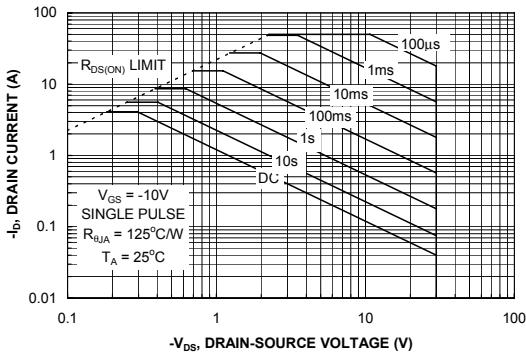 -I_D, DRAIN CURRENT (A)
100
10
1
0.1
0.01
R_DS(ON) LIMIT
100µs
1ms
10ms
100ms
1s
10s
DC
V_GS = -10V
SINGLE PULSE
R_θJA = 125°C/W
T_A = 25°C
0.1
1
10
100
-V_DS, DRAIN-SOURCE VOLTAGE (V)